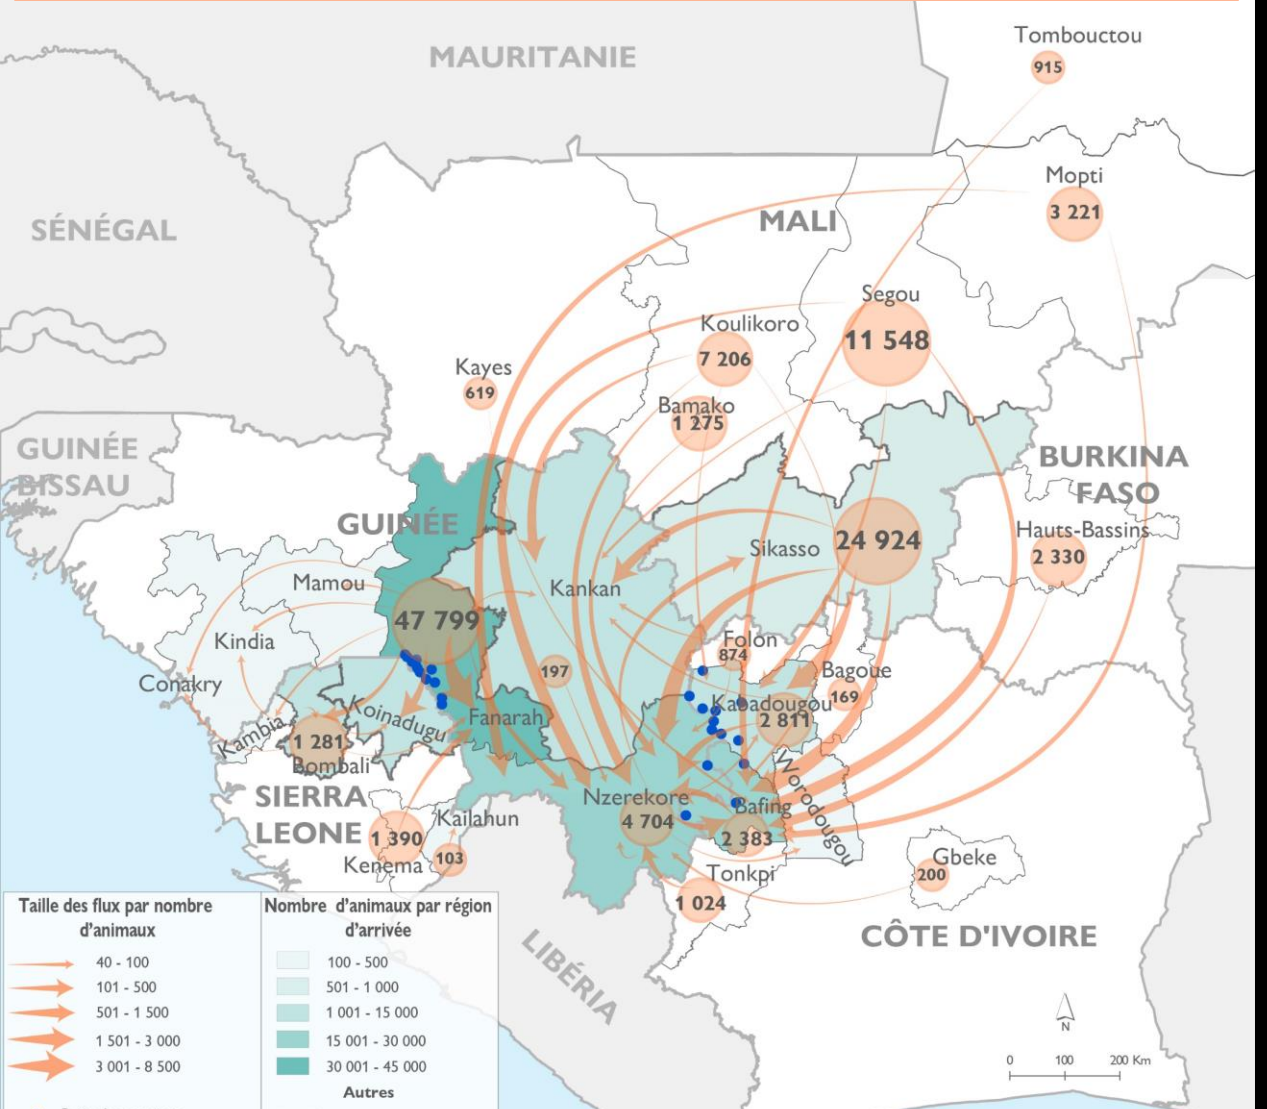 Tombouctou
915
MAURITANIE
Mopti
3 221
SÉNÉGAL
MALI
Segou
11 548
Koulikoro
7 206
Kayes
619
Bamako
1 275
GUINÉE
BISSAU
BURKINA
FASO
GUINÉE
Hauts-Bassins
2 330
24 924
Sikasso
Mamou
Kankan
47 799
Kindia
Folon
874
197
Bagoue
169
Conakry
Koinadugu
Fanarah
Kabadougou
2 811
Kambia
1 281
Bombali
Worodougou
SIERRA
LEONE
Nzerekore
4 704
Bafing
2 383
Kailahun
1 390
Kenema
103
Tonkpi
1 024
Gbeke
200
CÔTE D'IVOIRE
LIBÉRIA
Taille des flux par nombre
d'animaux
40 - 100
101 - 500
501 - 1 500
1 501 - 3 000
3 001 - 8 500
Nombre d'animaux par région
d'arrivée
100 - 500
501 - 1 000
1 001 - 15 000
15 001 - 30 000
30 001 - 45 000
Autres
N
0 100 200 Km